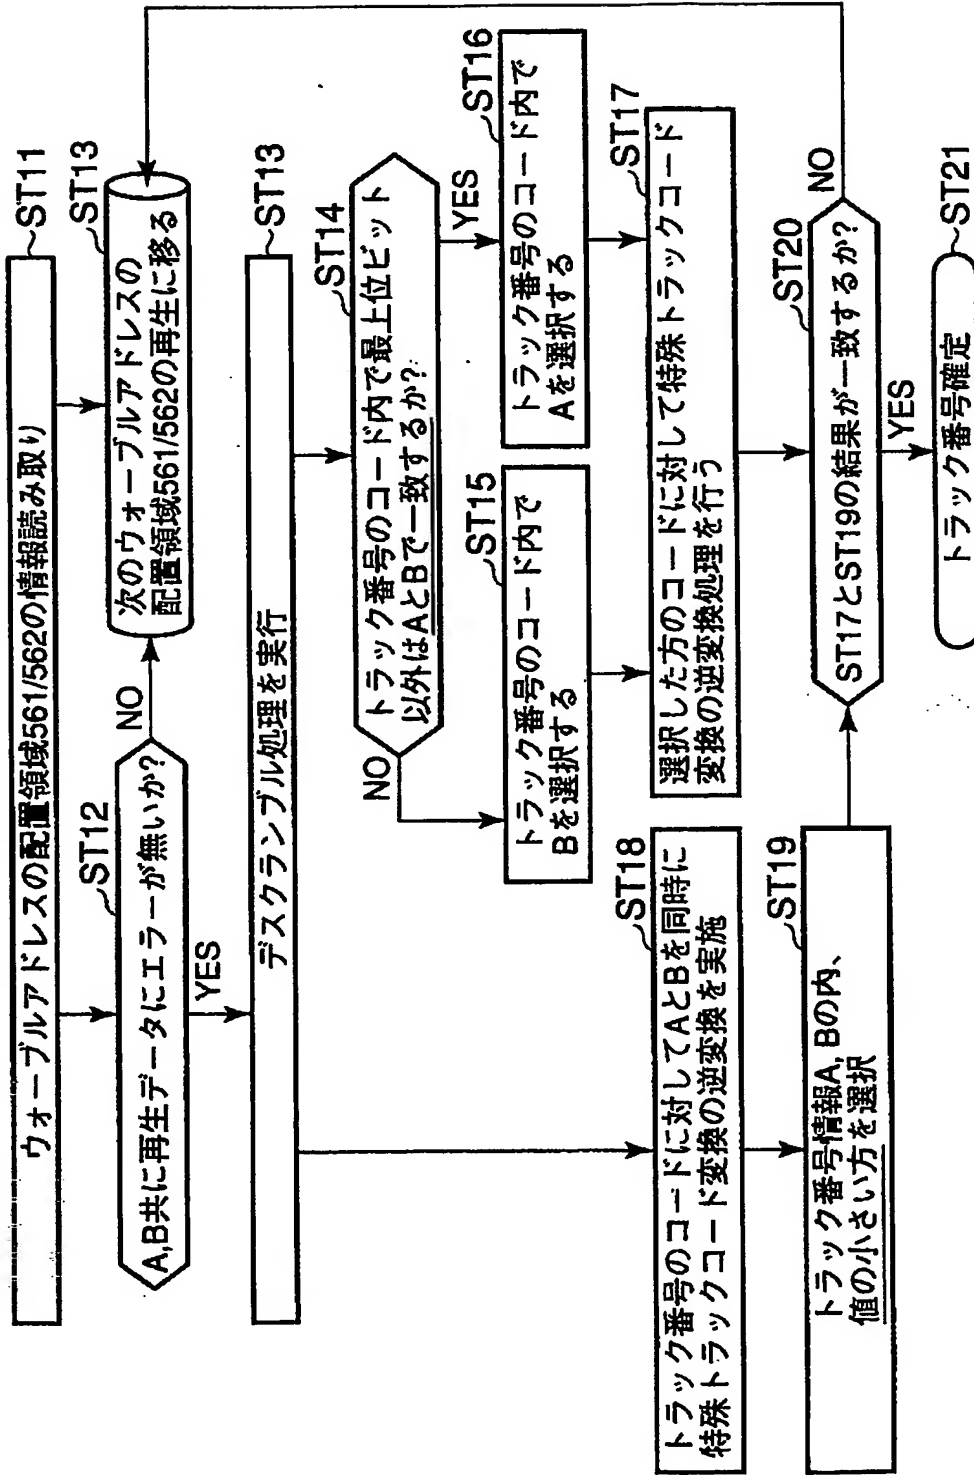 ウォーブルアドレスの配置領域561/562の情報読み取り
ST11
A,B共に再生データにエラーが無いか?
ST12
NO
YES
次のウォーブルアドレスの
配置領域561/562の再生に移る
ST13
デスクランブル処理を実行
ST13
トラック番号のコード内で最上位ビット
以外はAとBで一致するか?
ST14
NO
YES
トラック番号のコード内で
Bを選択する
ST15
トラック番号のコード内で
Aを選択する
ST16
選択した方のコードに対して特殊トラックコード
変換の逆変換処理を行う
ST17
トラック番号のコードに対してAとBを同時に
特殊トラックコード変換の逆変換を実施
ST18
トラック番号情報A, Bの内、
値の小さい方を選択
ST19
ST17とST19の結果が一致するか?
ST20
NO
YES
トラック番号確定
ST21